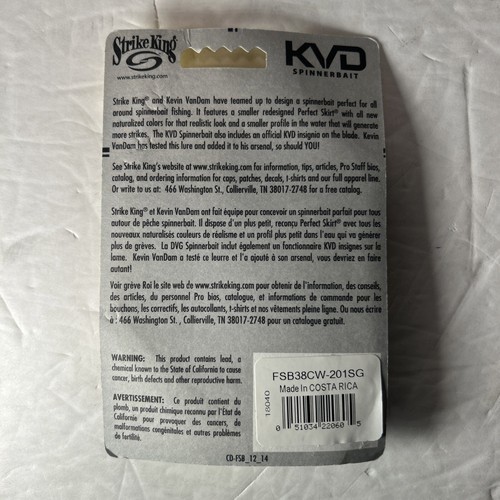 Strike King®
www.strikeking.com
KVD
SPINNERBAIT
Strike King® and Kevin VanDam have teamed up to design a spinnerbait perfect for all
around spinnerbait fishing. It features a smaller redesigned Perfect Skirt® with all new
naturalized colors for that realistic look and a smaller profile in the water that will generate
more strikes. The KVD Spinnerbait also includes an official KVD insignia on the blade. Kevin
VanDam has tested this lure and added it to his arsenal, so should YOU!
See Strike King's website at www.strikeking.com for information, tips, articles, Pro Staff bios,
catalog, and ordering information for caps, patches, decals, t-shirts and our full apparel line.
Or write to us at: 466 Washington St., Collierville, TN 38017-2748 for a free catalog.
Strike King® et Kevin VanDam ont fait équipe pour concevoir un spinnerbait parfait pour tous
autour de pêche spinnerbait. Il dispose d'un plus petit, reconçu Perfect Skirt® avec tous les
nouveaux naturalisés couleurs de réalisme et un profil plus petit dans l'eau qui va générer
plus de grèves. La DVG Spinnerbait inclut également un fonctionnaire KVD insignes sur la
lame. Kevin VanDam a testé ce leurre et l'a ajouté à son arsenal, vous devriez en faire
autant!
Voir grève Roi le site web de www.strikeking.com pour obtenir de l'information, des conseils,
des articles, du personnel Pro bios, catalogue, et informations de commande pour les
bouchons, les correctifs, les autocollants, t-shirts et nos vêtements pleine ligne. Ou nous écrire
à : 466 Washington St. , Collierville, TN 38017-2748 pour un catalogue gratuit.
WARNING: This product contains lead, a
chemical known to the State of California to cause
cancer, birth defects and other reproductive harm.
AVERTISSEMENT: Ce produit contient du
plomb, un produit chimique reconnu par l'État de
Californie pour provoquer des cancers, de
malformations congénitales et autres problèmes
de fertilité.
CD-FSB_12_14
FSB38CW-201SG
Made In COSTA RICA
18040
0 51034 22060 5